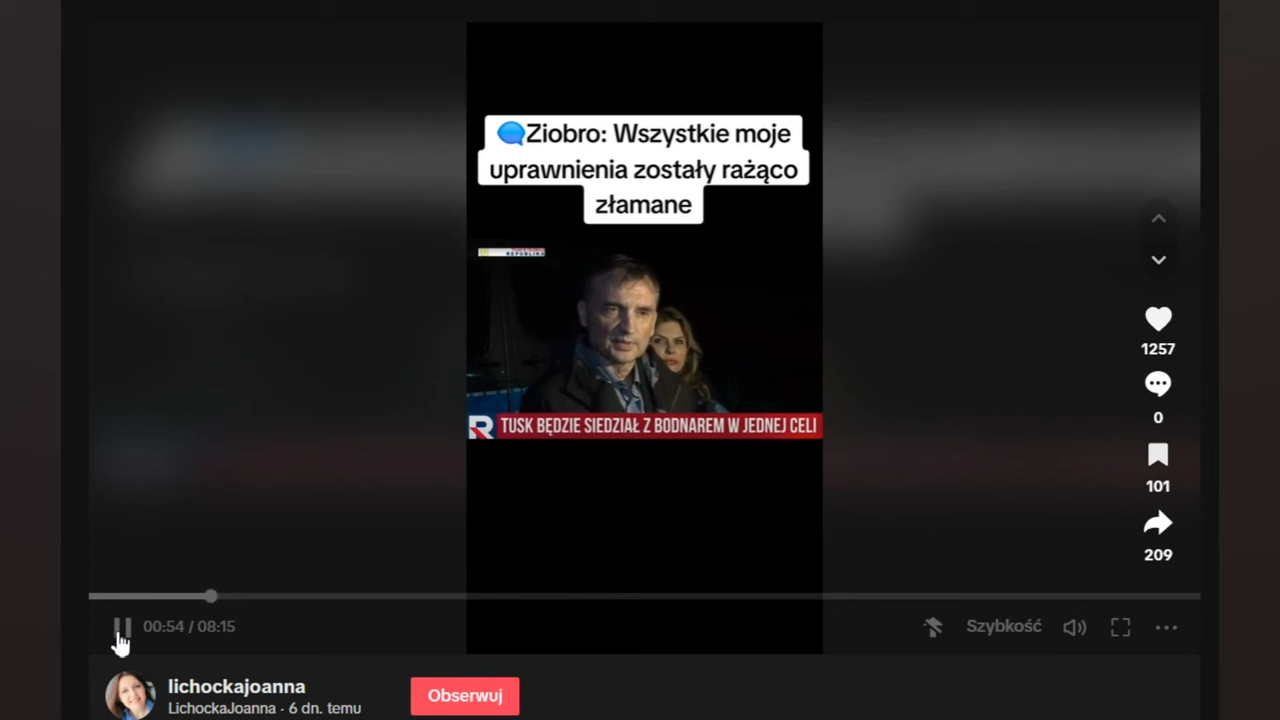 Ziobro: Wszystkie moje
uprawnienia zostały rażąco
złamane
REPUBLIKA
R TUSK BĘDZIE SIEDZIAŁ Z BODNAREM W JEDNEJ CELI
1257
0
101
209
00:54 / 08:15
Szybkość
lichockajoanna
LichockaJoanna · 6 dn. temu
Obserwuj